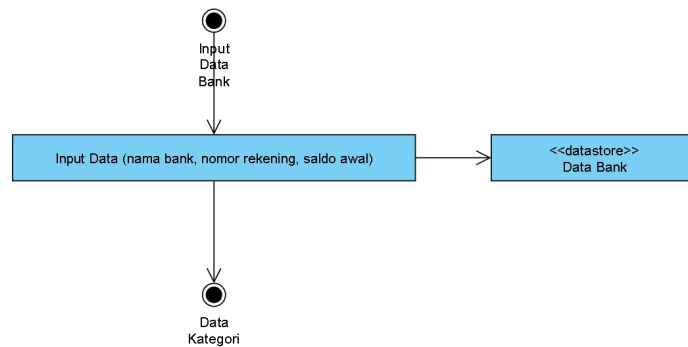 Input
Data
Bank
Input Data (nama bank, nomor rekening, saldo awal)
<<datastore>>
Data Bank
Data
Kategori